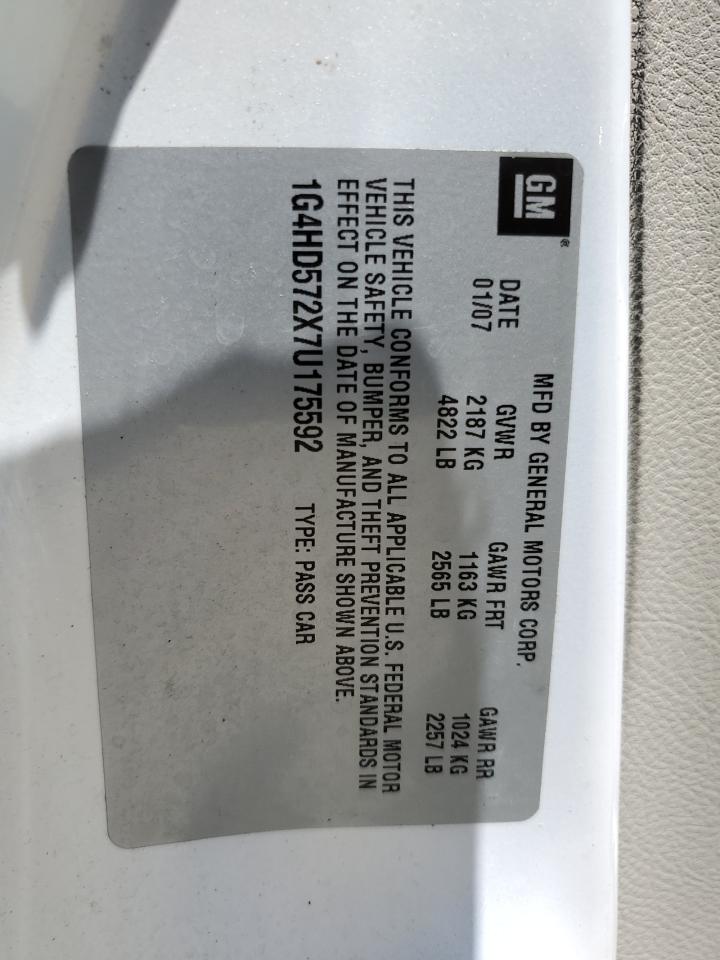 GM®
MFD BY GENERAL MOTORS CORP.
DATE GVWR GAWR FRT GAWR RR
01/07 2187 KG 1163 KG 1024 KG
4822 LB 2565 LB 2257 LB
THIS VEHICLE CONFORMS TO ALL APPLICABLE U.S. FEDERAL MOTOR
VEHICLE SAFETY, BUMPER, AND THEFT PREVENTION STANDARDS IN
EFFECT ON THE DATE OF MANUFACTURE SHOWN ABOVE.
1G4HD572X7U175592 TYPE: PASS CAR